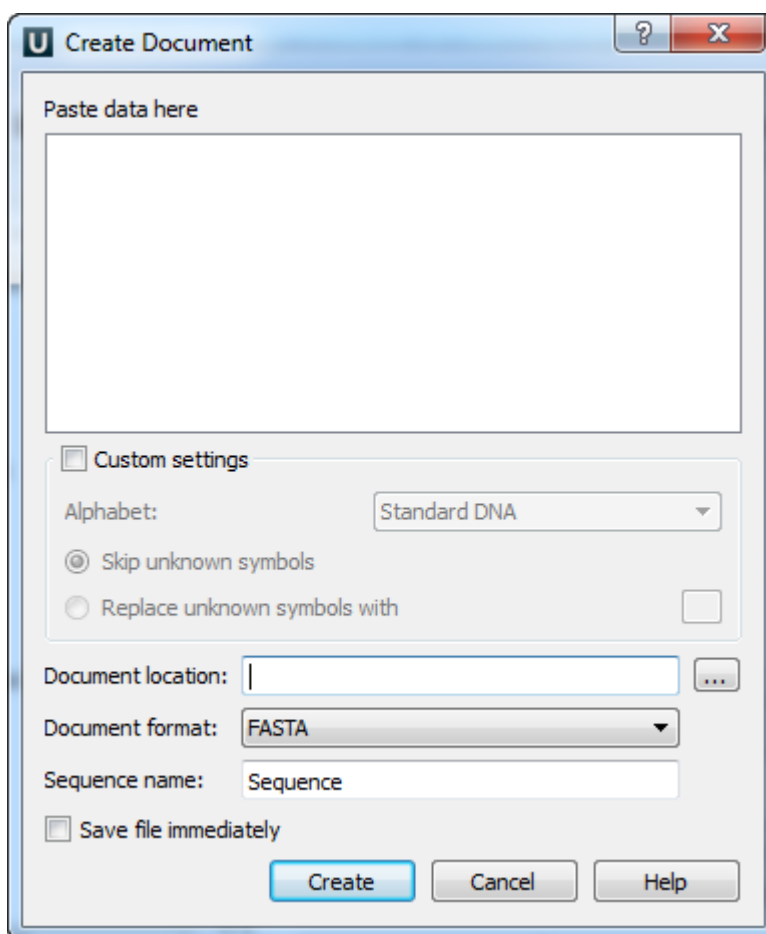 U Create Document
Paste data here
Custom settings
Alphabet: Standard DNA
Skip unknown symbols
Replace unknown symbols with
Document location: ...
Document format: FASTA
Sequence name: Sequence
Save file immediately
Create Cancel Help